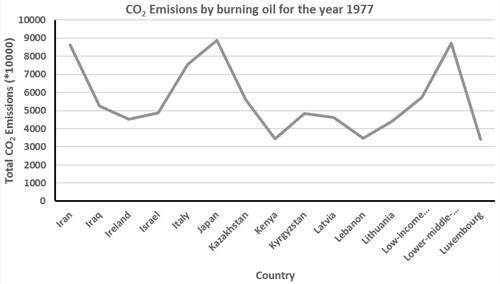 CO2 Emisions by burning oil for the year 1977
Total CO2 Emissions (*10000)
10000
9000
8000
7000
6000
5000
4000
3000
2000
1000
0
Iran
Iraq
Ireland
Israel
Italy
Japan
Kazakhstan
Kenya
Kyrgyzstan
Latvia
Lebanon
Lithuania
Low-income...
Lower-middle-...
Luxembourg
Country